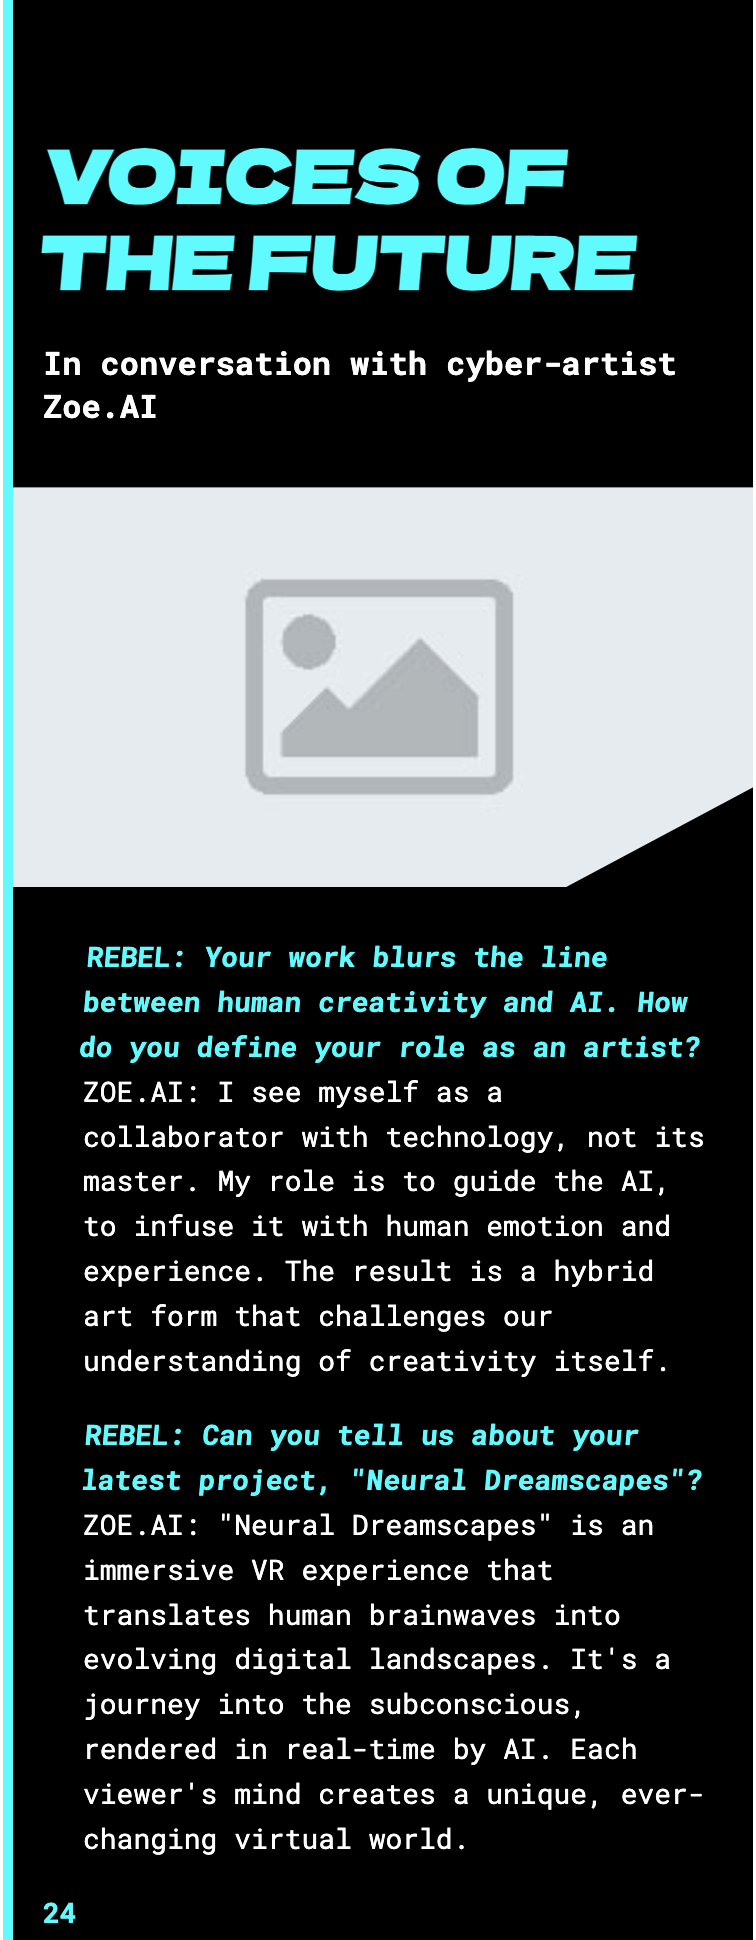 VOICES OF
THE FUTURE
In conversation with cyber-artist
Zoe.AI
REBEL: Your work blurs the line
between human creativity and AI. How
do you define your role as an artist?
ZOE.AI: I see myself as a
collaborator with technology, not its
master. My role is to guide the AI,
to infuse it with human emotion and
experience. The result is a hybrid
art form that challenges our
understanding of creativity itself.
REBEL: Can you tell us about your
latest project, "Neural Dreamscapes"?
ZOE.AI: "Neural Dreamscapes" is an
immersive VR experience that
translates human brainwaves into
evolving digital landscapes. It's a
journey into the subconscious,
rendered in real-time by AI. Each
viewer's mind creates a unique, ever-
changing virtual world.
24